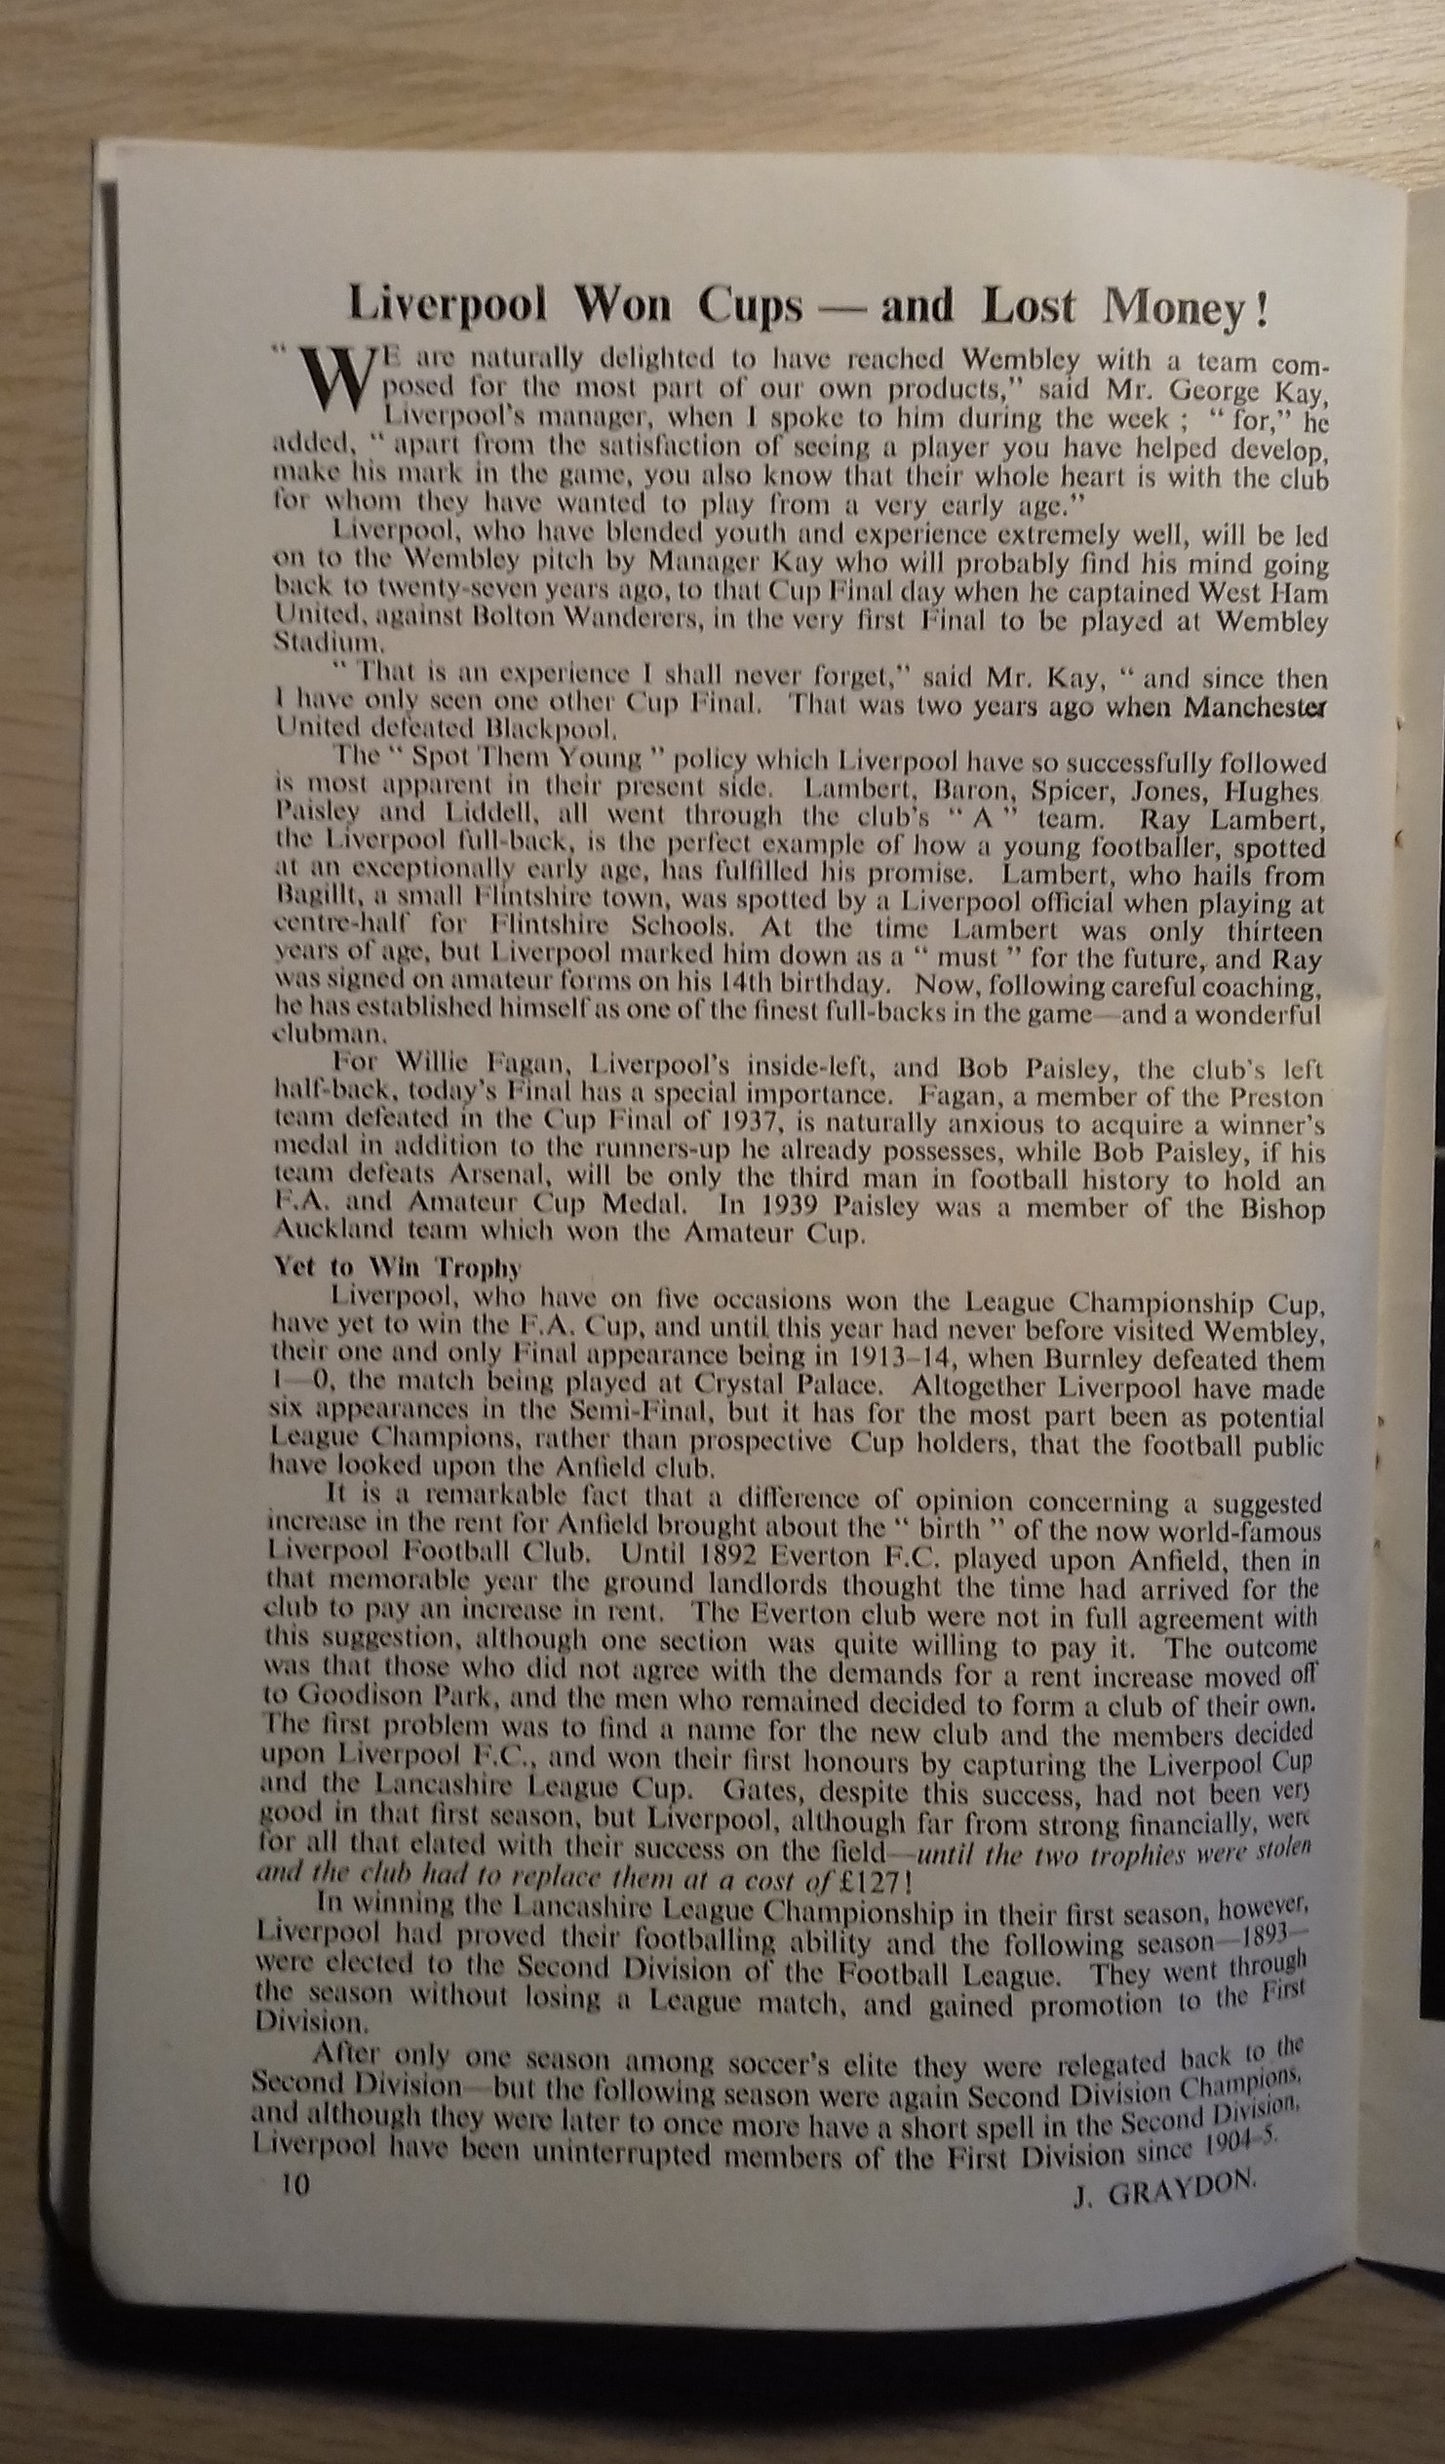 Liverpool Won Cups — and Lost Money!
“ WE are naturally delighted to have reached Wembley with a team com-
posed for the most part of our own products,” said Mr. George Kay,
Liverpool’s manager, when I spoke to him during the week ; “ for,” he
added, “ apart from the satisfaction of seeing a player you have helped develop,
make his mark in the game, you also know that their whole heart is with the club
for whom they have wanted to play from a very early age.”
Liverpool, who have blended youth and experience extremely well, will be led
on to the Wembley pitch by Manager Kay who will probably find his mind going
back to twenty-seven years ago, to that Cup Final day when he captained West Ham
United, against Bolton Wanderers, in the very first Final to be played at Wembley
Stadium.
“ That is an experience I shall never forget,” said Mr. Kay, “ and since then
I have only seen one other Cup Final. That was two years ago when Manchester
United defeated Blackpool.
The “ Spot Them Young ” policy which Liverpool have so successfully followed
is most apparent in their present side. Lambert, Baron, Spicer, Jones, Hughes
Paisley and Liddell, all went through the club’s “ A ” team. Ray Lambert,
the Liverpool full-back, is the perfect example of how a young footballer, spotted
at an exceptionally early age, has fulfilled his promise. Lambert, who hails from
Bagillt, a small Flintshire town, was spotted by a Liverpool official when playing at
centre-half for Flintshire Schools. At the time Lambert was only thirteen
years of age, but Liverpool marked him down as a “ must ” for the future, and Ray
was signed on amateur forms on his 14th birthday. Now, following careful coaching,
he has established himself as one of the finest full-backs in the game—and a wonderful
clubman.
For Willie Fagan, Liverpool’s inside-left, and Bob Paisley, the club’s left
half-back, today’s Final has a special importance. Fagan, a member of the Preston
team defeated in the Cup Final of 1937, is naturally anxious to acquire a winner’s
medal in addition to the runners-up he already possesses, while Bob Paisley, if his
team defeats Arsenal, will be only the third man in football history to hold an
F.A. and Amateur Cup Medal. In 1939 Paisley was a member of the Bishop
Auckland team which won the Amateur Cup.
Yet to Win Trophy
Liverpool, who have on five occasions won the League Championship Cup,
have yet to win the F.A. Cup, and until this year had never before visited Wembley,
their one and only Final appearance being in 1913–14, when Burnley defeated them
1—0, the match being played at Crystal Palace. Altogether Liverpool have made
six appearances in the Semi-Final, but it has for the most part been as potential
League Champions, rather than prospective Cup holders, that the football public
have looked upon the Anfield club.
It is a remarkable fact that a difference of opinion concerning a suggested
increase in the rent for Anfield brought about the “ birth ” of the now world-famous
Liverpool Football Club. Until 1892 Everton F.C. played upon Anfield, then in
that memorable year the ground landlords thought the time had arrived for the
club to pay an increase in rent. The Everton club were not in full agreement with
this suggestion, although one section was quite willing to pay it. The outcome
was that those who did not agree with the demands for a rent increase moved off
to Goodison Park, and the men who remained decided to form a club of their own.
The first problem was to find a name for the new club and the members decided
upon Liverpool F.C., and won their first honours by capturing the Liverpool Cup
and the Lancashire League Cup. Gates, despite this success, had not been very
good in that first season, but Liverpool, although far from strong financially, were
for all that elated with their success on the field—until the two trophies were stolen
and the club had to replace them at a cost of £127!
In winning the Lancashire League Championship in their first season, however,
Liverpool had proved their footballing ability and the following season—1893—
were elected to the Second Division of the Football League. They went through
the season without losing a League match, and gained promotion to the First
Division.
After only one season among soccer’s elite they were relegated back to the
Second Division—but the following season were again Second Division Champions,
and although they were later to once more have a short spell in the Second Division,
Liverpool have been uninterrupted members of the First Division since 1904–5.
10
J. GRAYDON.